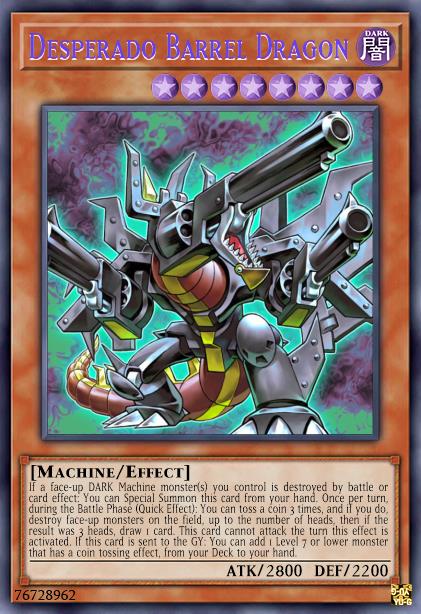 Desperado Barrel Dragon
DARK
闇
[Machine/Effect]
If a face-up DARK Machine monster(s) you control is destroyed by battle or
card effect: You can Special Summon this card from your hand. Once per turn,
during the Battle Phase (Quick Effect): You can toss a coin 3 times, and if you do,
destroy face-up monsters on the field, up to the number of heads, then if the
result was 3 heads, draw 1 card. This card cannot attack the turn this effect is
activated. If this card is sent to the GY: You can add 1 Level 7 or lower monster
that has a coin tossing effect, from your Deck to your hand.
ATK/2800 DEF/2200
76728962